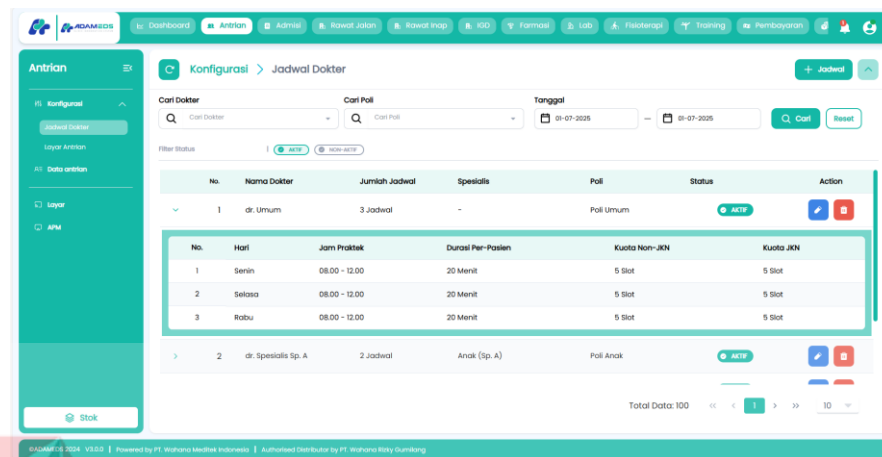 ADAMEDS Dashboard Antrian Admisi Rawat Jalan Rawat Inap IGD Farmasi Lab Fisioterapi Training Pembayaran
Antrian
Konfigurasi
Jadwal Dokter
Layar Antrian
Data antrian
Layar
APM
Stok
Konfigurasi > Jadwal Dokter
+ Jadwal
Cari Dokter Cari Poli Tanggal
Cari Dokter Cari Poli 01-07-2025 — 01-07-2025 Cari Reset
Filter Status : AKTIF NON-AKTIF
No. Nama Dokter Jumlah Jadwal Spesialis Poli Status Action
1 dr. Umum 3 Jadwal - Poli Umum AKTIF
No. Hari Jam Praktek Durasi Per-Pasien Kuota Non-JKN Kuota JKN
1 Senin 08.00 - 12.00 20 Menit 5 Slot 5 Slot
2 Selasa 08.00 - 12.00 20 Menit 5 Slot 5 Slot
3 Rabu 08.00 - 12.00 20 Menit 5 Slot 5 Slot
2 dr. Spesialis Sp. A 2 Jadwal Anak (Sp. A) Poli Anak AKTIF
Total Data: 100 << < 1 > >> 10
©ADAMEDS 2024 V3.0.0 | Powered by PT. Wahana Meditek Indonesia | Authorised Distributor by PT. Wahana Rizky Gumilang